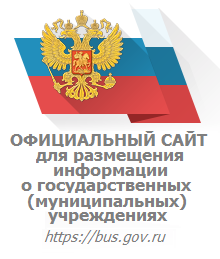 ОФИЦИАЛЬНЫЙ САЙТ
для размещения
информации
о государственных
(муниципальных)
учреждениях
https://bus.gov.ru